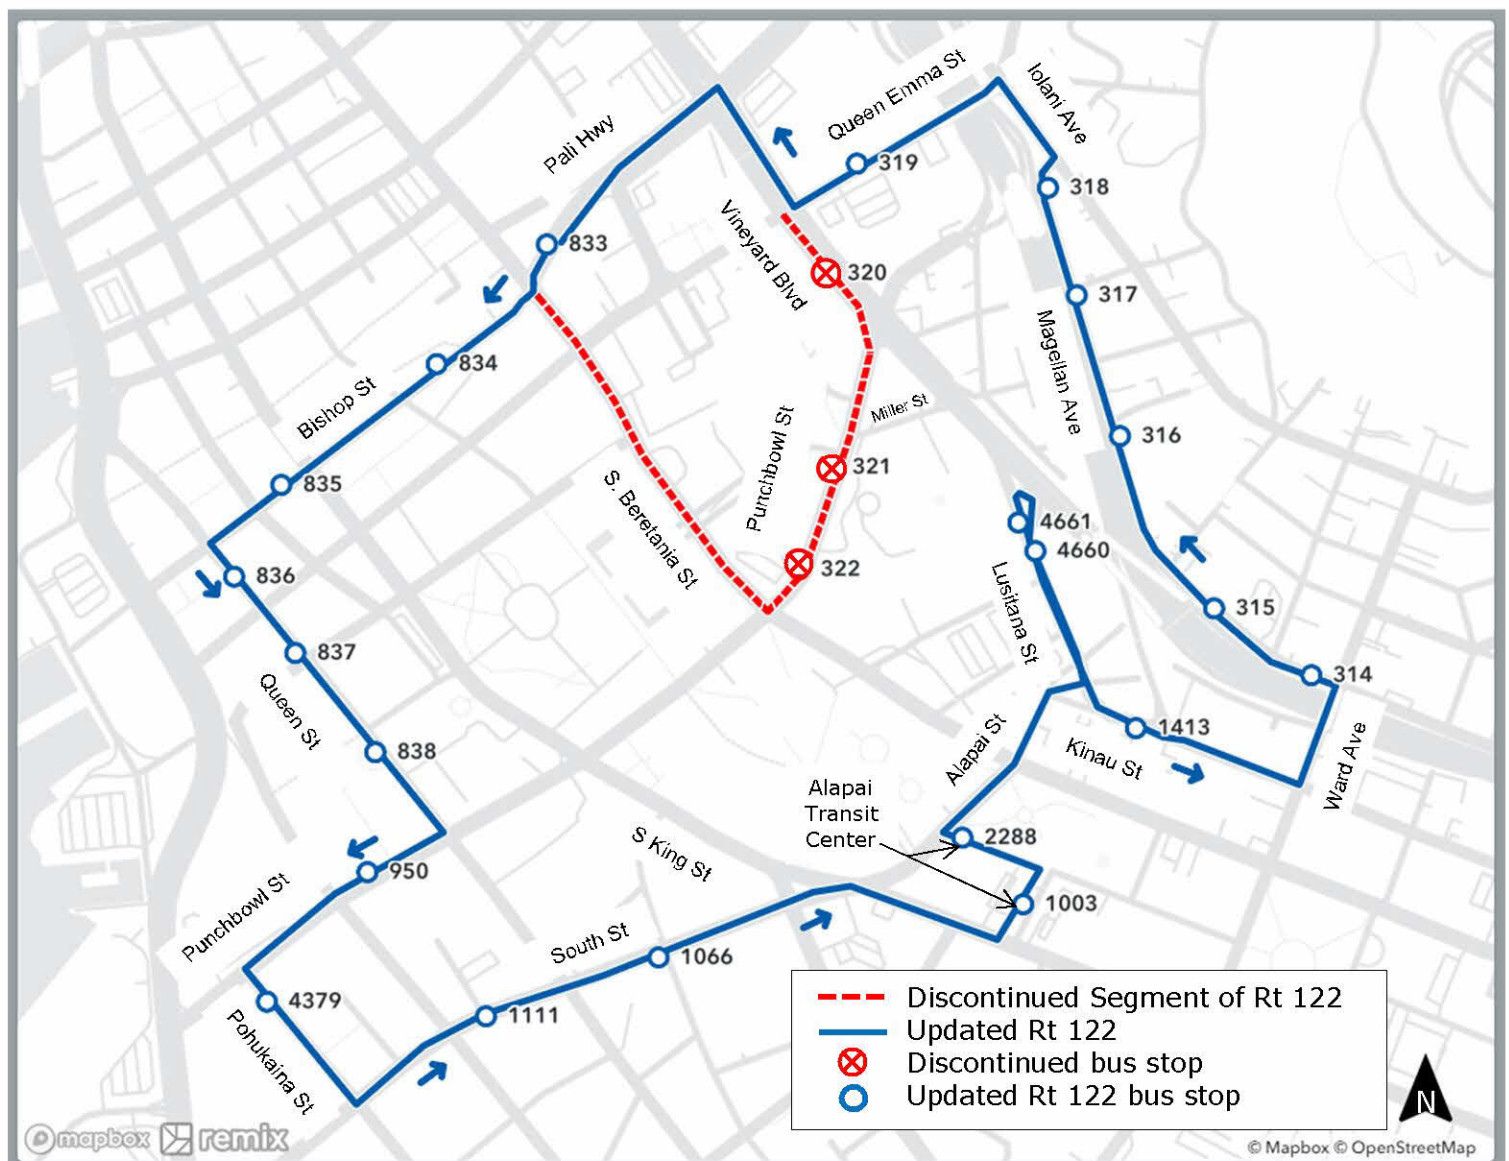 Queen Emma St
Iolani Ave
Pali Hwy
319
318
Vineyard Blvd
833
320
317
834
Magellan Ave
Bishop St
Miller St
Punchbowl St
316
321
835
S. Beretania St
4661
4660
322
836
Lusitana St
315
837
314
Queen St
1413
838
Alapai St
Kinau St
Ward Ave
Alapai
Transit
Center
2288
S King St
950
1003
Punchbowl St
South St
1066
4379
1111
Pohukaina St
Discontinued Segment of Rt 122
Updated Rt 122
Discontinued bus stop
Updated Rt 122 bus stop
N
mapbox remix
© Mapbox © OpenStreetMap